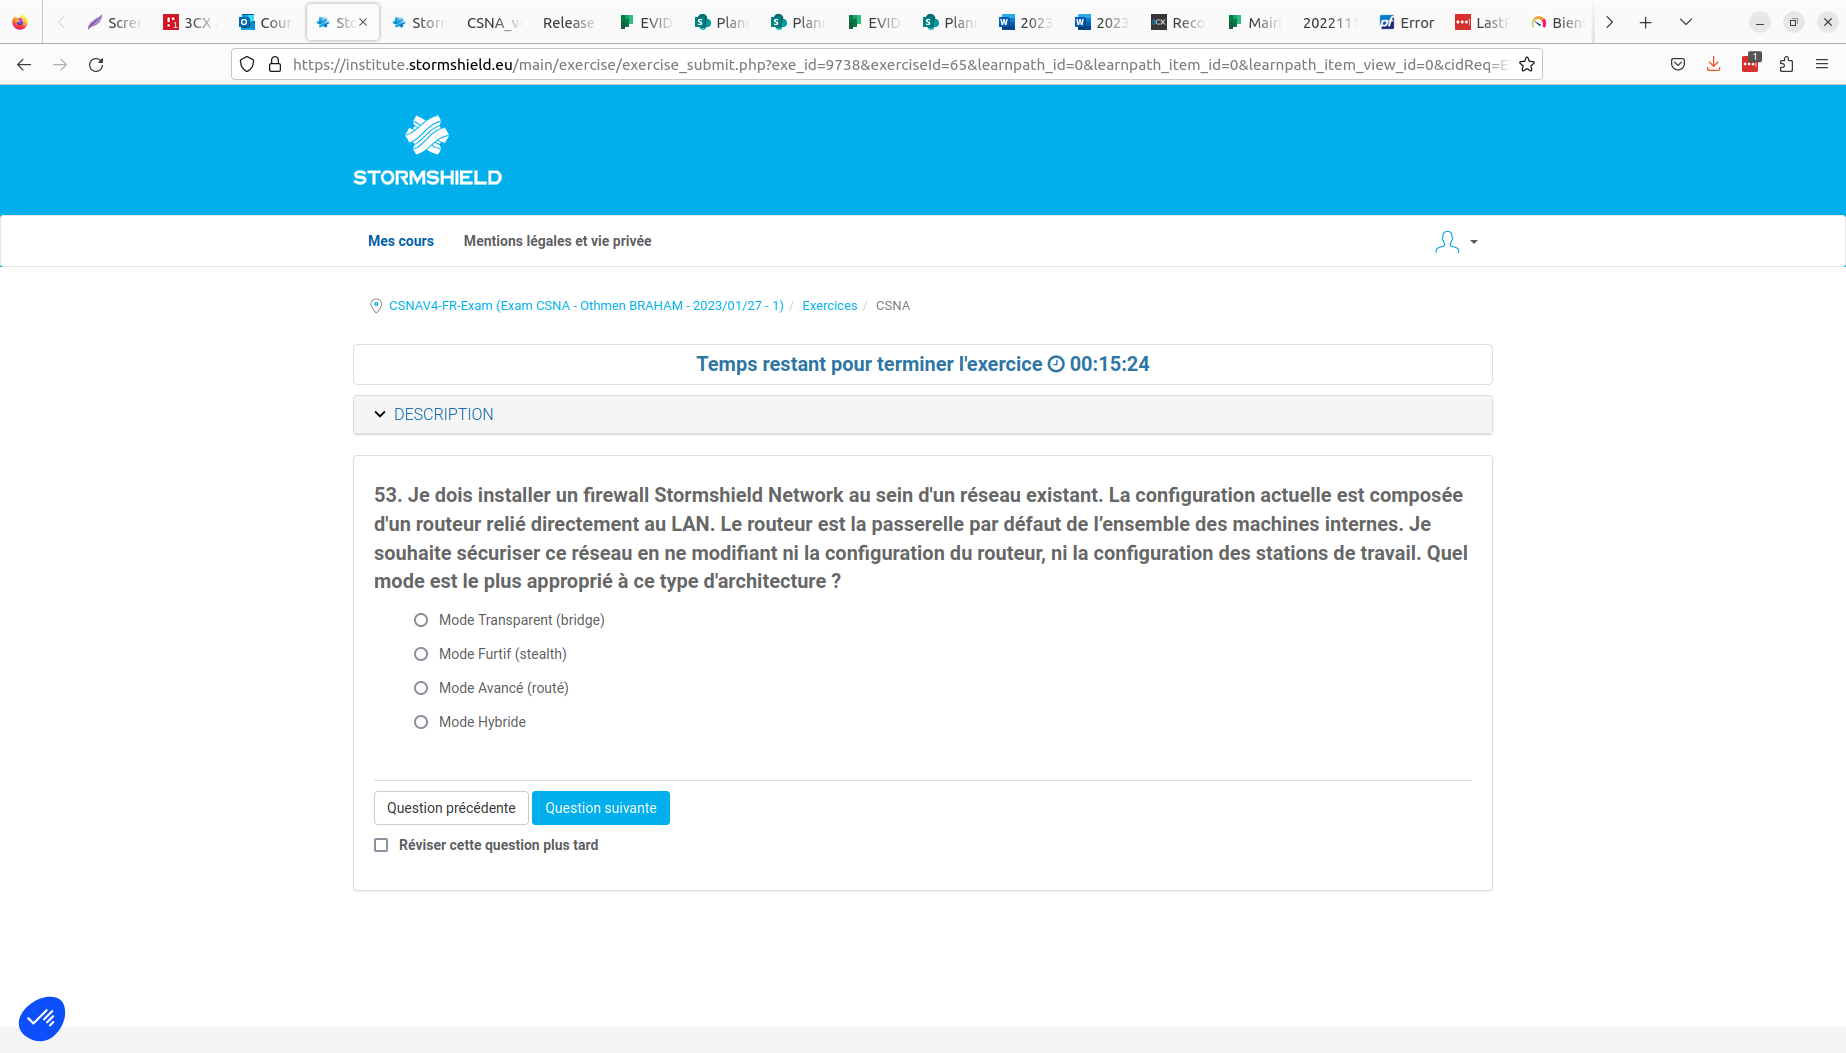 Scre
3CX
Cour
St
Storr
CSNA_v
Release
EVID
Plan
Plan
EVID
Plan
2023
2023
Reco
Mair
2022111
Error
Last
Bien
https://institute.stormshield.eu/main/exercise/exercise_submit.php?exe_id=9738&exerciseId=65&learnpath_id=0&learnpath_item_id=0&learnpath_item_view_id=0&cidReq=E
1
STORMSHIELD
Mes cours Mentions légales et vie privée
CSNAV4-FR-Exam (Exam CSNA - Othmen BRAHAM - 2023/01/27 - 1) / Exercices / CSNA
Temps restant pour terminer l'exercice 00:15:24
DESCRIPTION
53. Je dois installer un firewall Stormshield Network au sein d'un réseau existant. La configuration actuelle est composée
d'un routeur relié directement au LAN. Le routeur est la passerelle par défaut de l’ensemble des machines internes. Je
souhaite sécuriser ce réseau en ne modifiant ni la configuration du routeur, ni la configuration des stations de travail. Quel
mode est le plus approprié à ce type d'architecture ?
Mode Transparent (bridge)
Mode Furtif (stealth)
Mode Avancé (routé)
Mode Hybride
Question précédente Question suivante
Réviser cette question plus tard